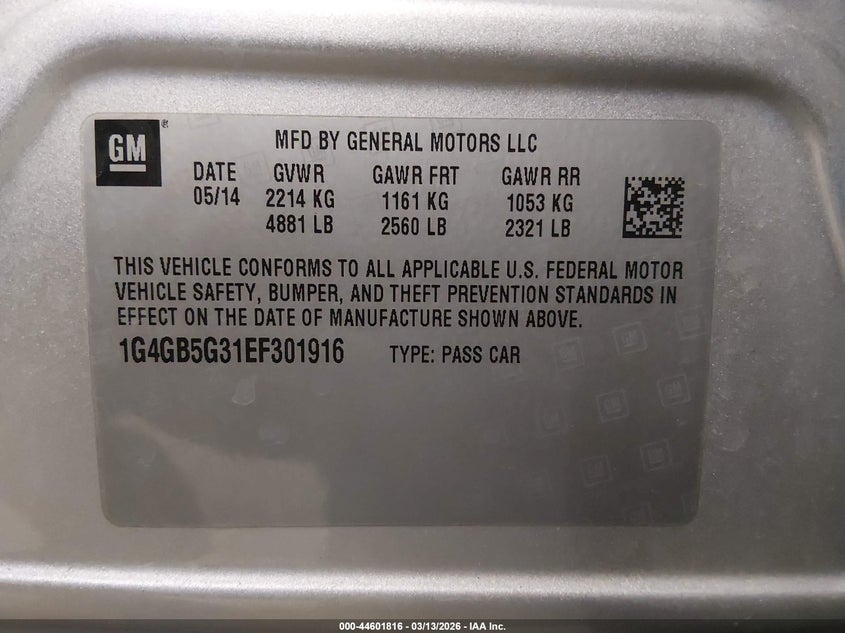 GM®
MFD BY GENERAL MOTORS LLC
DATE GVWR GAWR FRT GAWR RR
05/14 2214 KG 1161 KG 1053 KG
4881 LB 2560 LB 2321 LB
THIS VEHICLE CONFORMS TO ALL APPLICABLE U.S. FEDERAL MOTOR
VEHICLE SAFETY, BUMPER, AND THEFT PREVENTION STANDARDS IN
EFFECT ON THE DATE OF MANUFACTURE SHOWN ABOVE.
1G4GB5G31EF301916 TYPE: PASS CAR
000-44601816 - 03/13/2026 - IAA Inc.